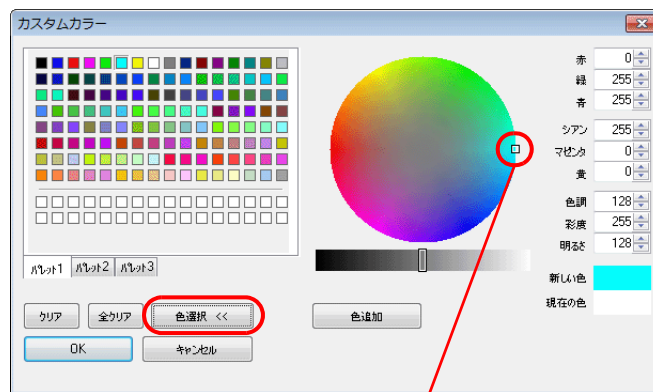 カスタムカラー
赤 0
緑 255
青 255
シアン 255
マゼンタ 0
黄 0
色調 128
彩度 255
明るさ 128
新しい色
現在の色
パレット1 パレット2 パレット3
クリア 全クリア 色選択 << 色追加
OK キャンセル